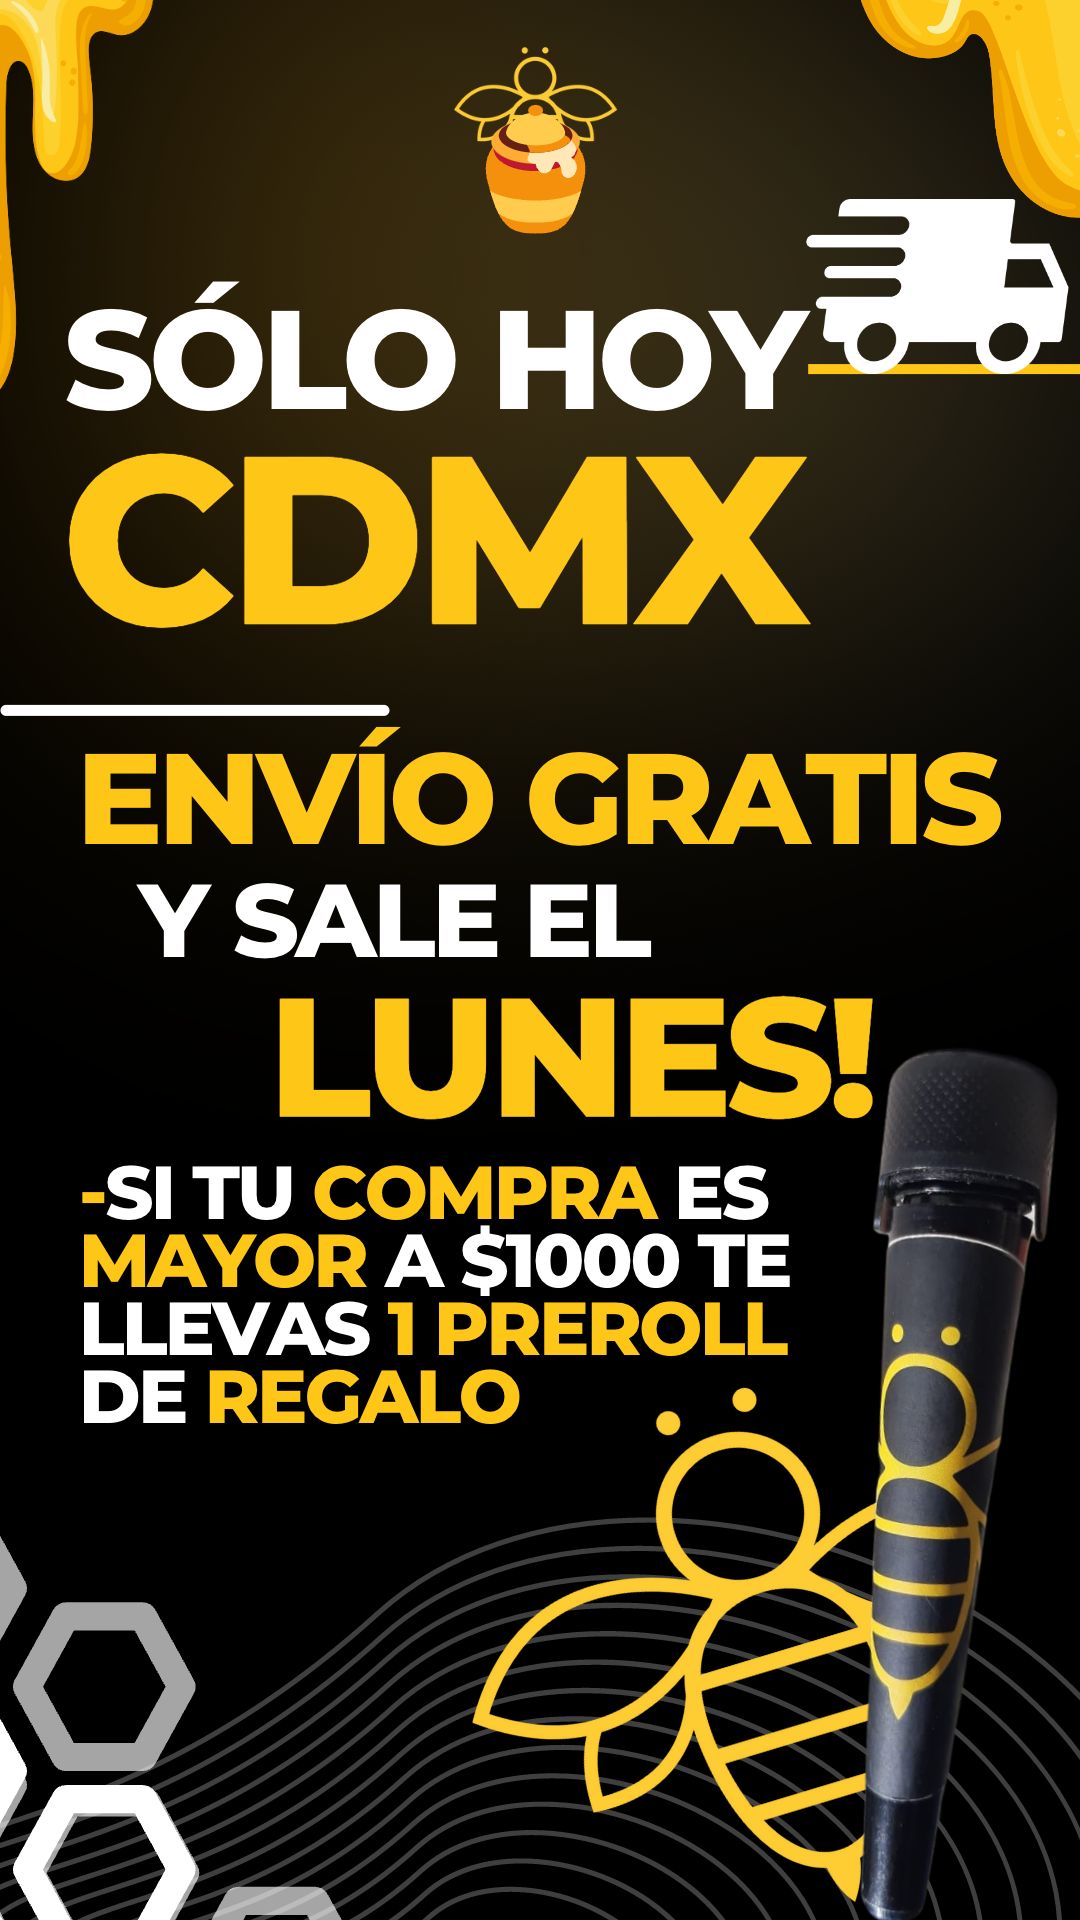 SÓLO HOY
CDMX
ENVÍO GRATIS
Y SALE EL
LUNES!
-SI TU COMPRA ES
MAYOR A $1000 TE
LLEVAS 1 PREROLL
DE REGALO